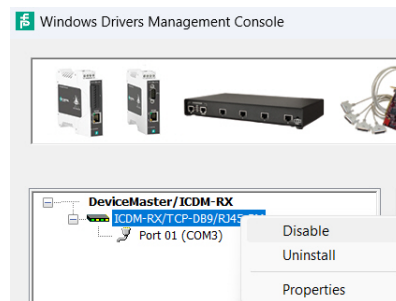 Windows Drivers Management Console
DeviceMaster/ICDM-RX
ICDM-RX/TCP-DB9/RJ45
Port 01 (COM3)
Disable
Uninstall
Properties